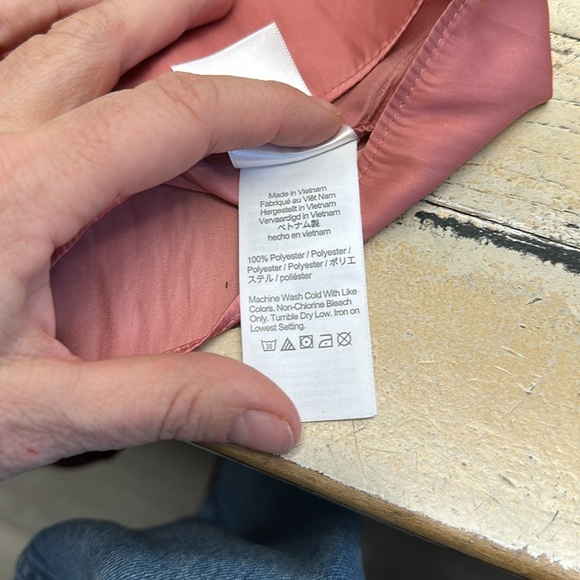 Made in Vietnam
Fabriqué au Viêt Nam
Hergestellt in Vietnam
Vervaardigd in Vietnam
ベトナム製
hecho en vietnam
100% Polyester / Polyester /
Polyester / Polyester / ポリエ
ステル / poliéster
Machine Wash Cold With Like
Colors. Non-Chlorine Bleach
Only. Tumble Dry Low. Iron on
Lowest Setting.